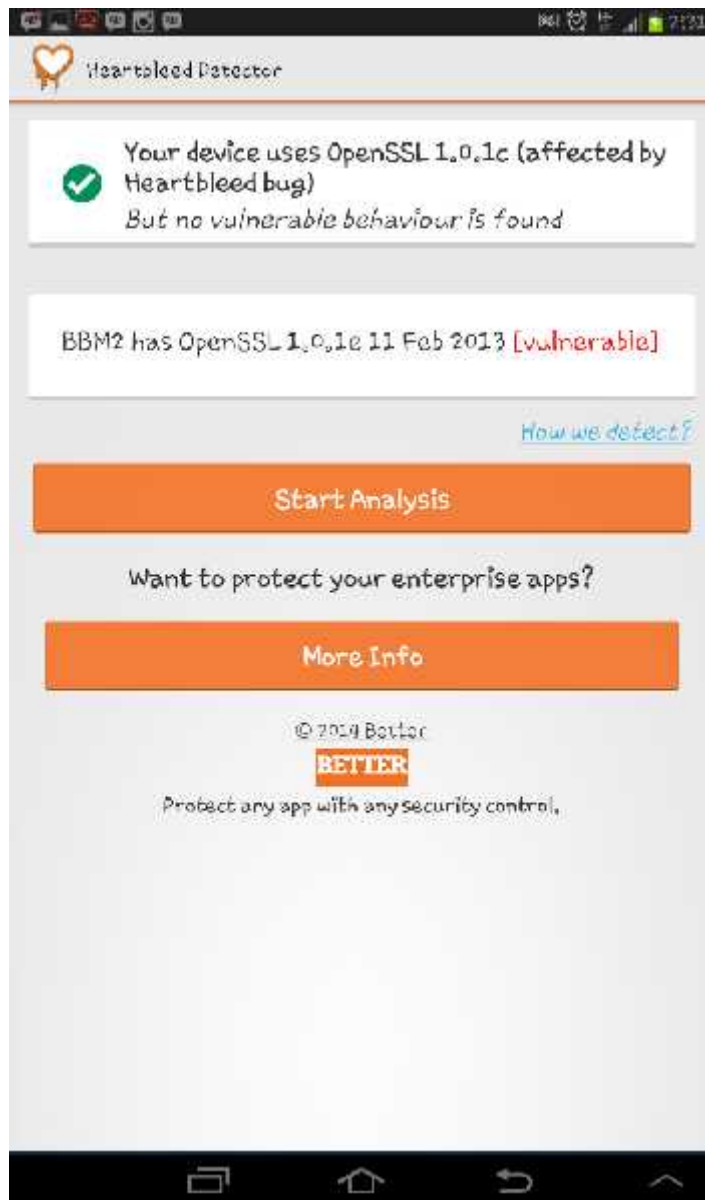 Heartbleed Detector
Your device uses OpenSSL 1.0.1c (affected by
Heartbleed bug)
But no vulnerable behaviour is found
BBM2 has OpenSSL 1.0.1e 11 Feb 2013 [vulnerable]
How we detect?
Start Analysis
Want to protect your enterprise apps?
More Info
© 2014 Better
BETTER
Protect any app with any security control.